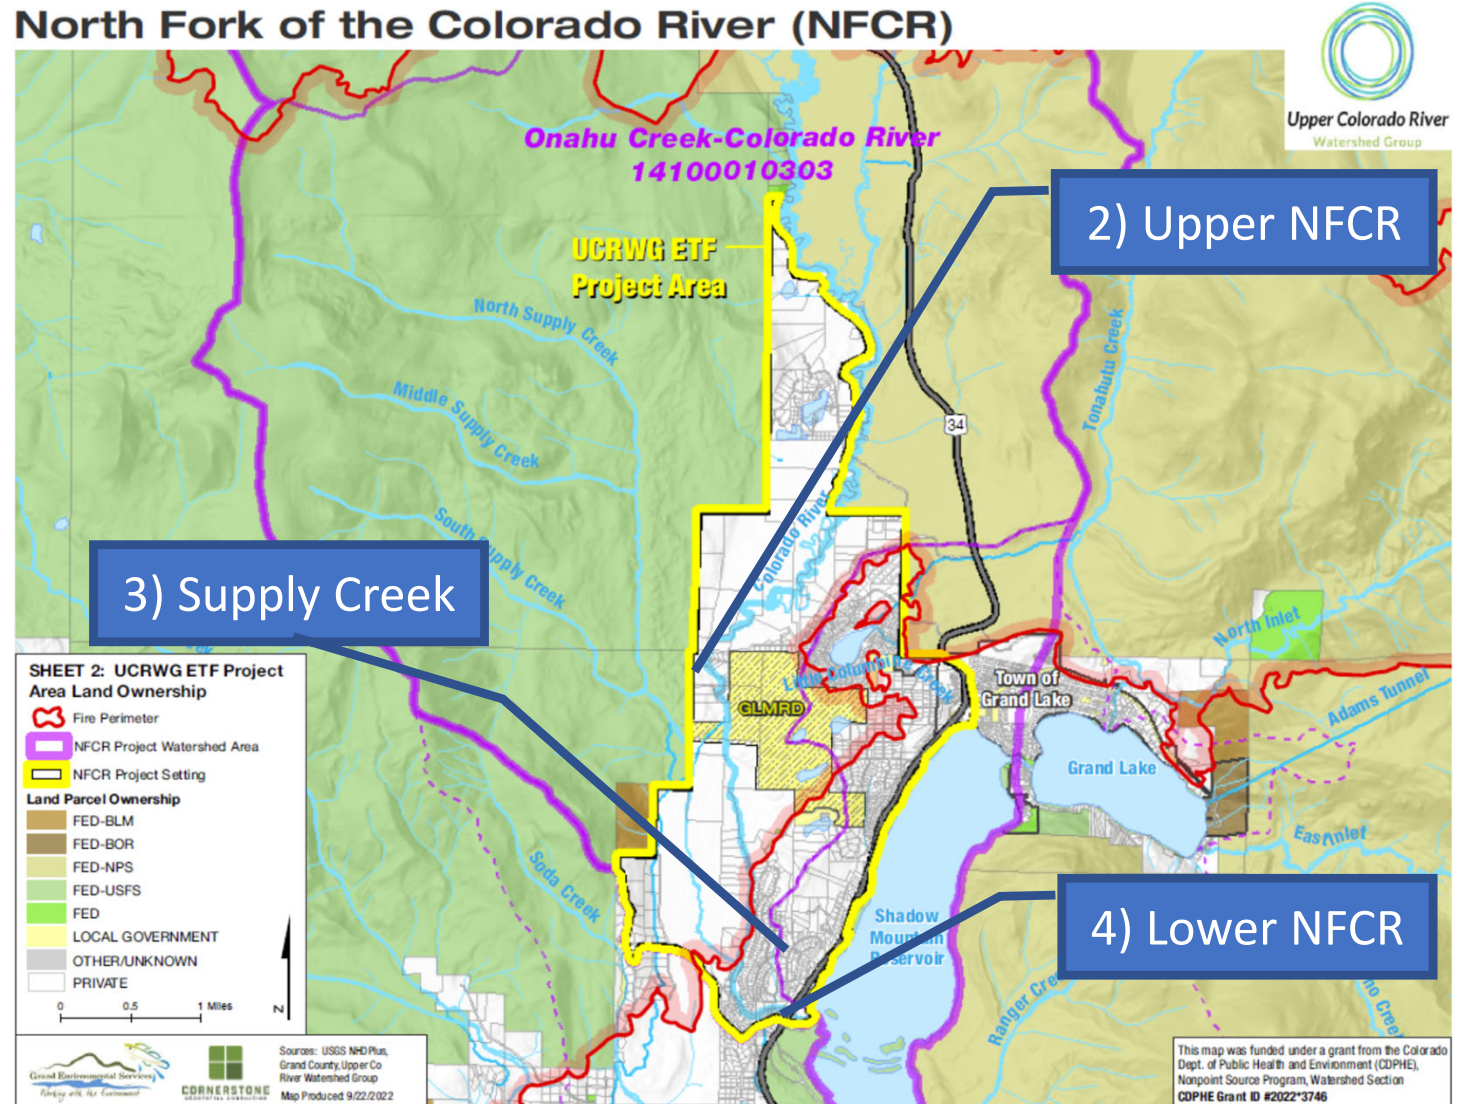 North Fork of the Colorado River (NFCR)
Upper Colorado River
Watershed Group
Onahu Creek-Colorado River
14100010303
2) Upper NFCR
UCRWG ETF
Project Area
North Supply Creek
Tonahutu Creek
Middle Supply Creek
34
South Supply Creek
Colorado River
3) Supply Creek
North Inlet
Little Columbine Creek
Town of
Grand Lake
GLMRD
Adams Tunnel
Grand Lake
East Inlet
Soda Creek
Shadow
Mountain
Reservoir
4) Lower NFCR
Ranger Cre
no Creek
SHEET 2: UCRWG ETF Project
Area Land Ownership
Fire Perimeter
NFCR Project Watershed Area
NFCR Project Setting
Land Parcel Ownership
FED-BLM
FED-BOR
FED-NPS
FED-USFS
FED
LOCAL GOVERNMENT
OTHER/UNKNOWN
PRIVATE
0 0.5 1 Miles
N
Grand Environmental Services
Working with the Environment
CORNERSTONE
Sources: USGS NHDPlus,
Grand County, Upper Co
River Watershed Group
Map Produced 9/22/2022
This map was funded under a grant from the Colorado
Dept. of Public Health and Environment (CDPHE),
Nonpoint Source Program, Watershed Section
CDPHE Grant ID #2022*3746